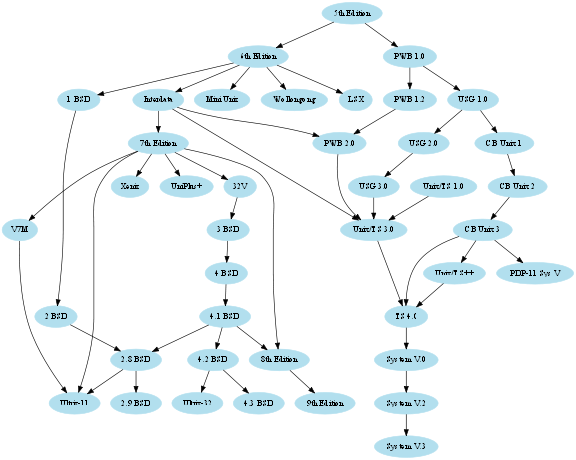 5th Edition
6th Edition
PWB 1.0
1 BSD
Interdata
Mini Unix
Wollongong
LSX
PWB 1.2
USG 1.0
7th Edition
PWB 2.0
USG 2.0
CB Unix 1
Xenix
UniPlus+
32V
USG 3.0
Unix/TS 1.0
CB Unix 2
V7M
3 BSD
Unix/TS 3.0
CB Unix 3
4 BSD
Unix/TS++
PDP-11 Sys V
2 BSD
4.1 BSD
TS 4.0
2.8 BSD
4.2 BSD
8th Edition
System V.0
Ultrix-11
2.9 BSD
Ultrix-32
4.3 BSD
9th Edition
System V.2
System V.3